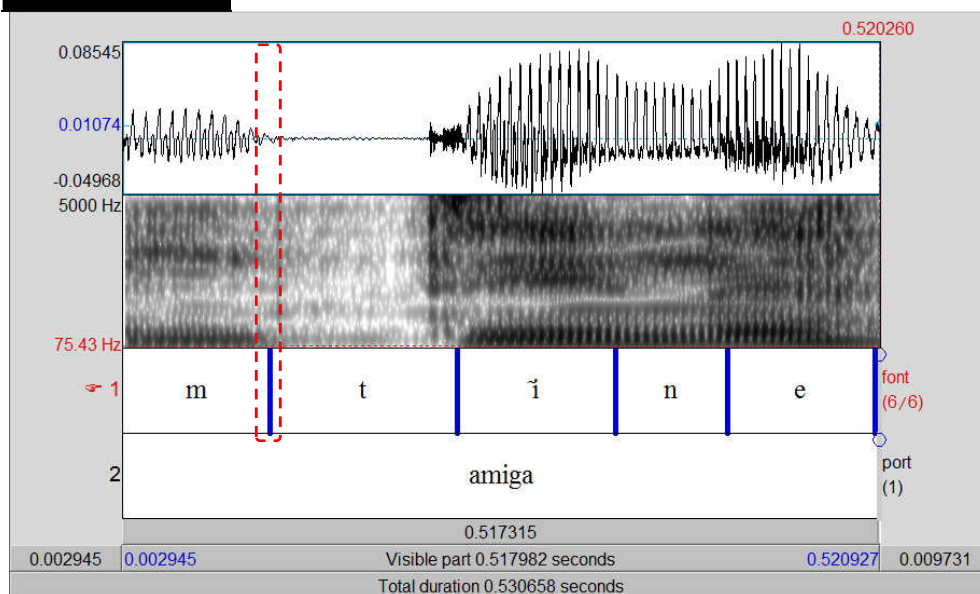 0.520260
0.08545
0.01074
-0.04968
5000 Hz
75.43 Hz
☞ 1 m t ĩ n e font (6/6)
2 amiga port (1)
0.517315
0.002945 0.002945 Visible part 0.517982 seconds 0.520927 0.009731
Total duration 0.530658 seconds